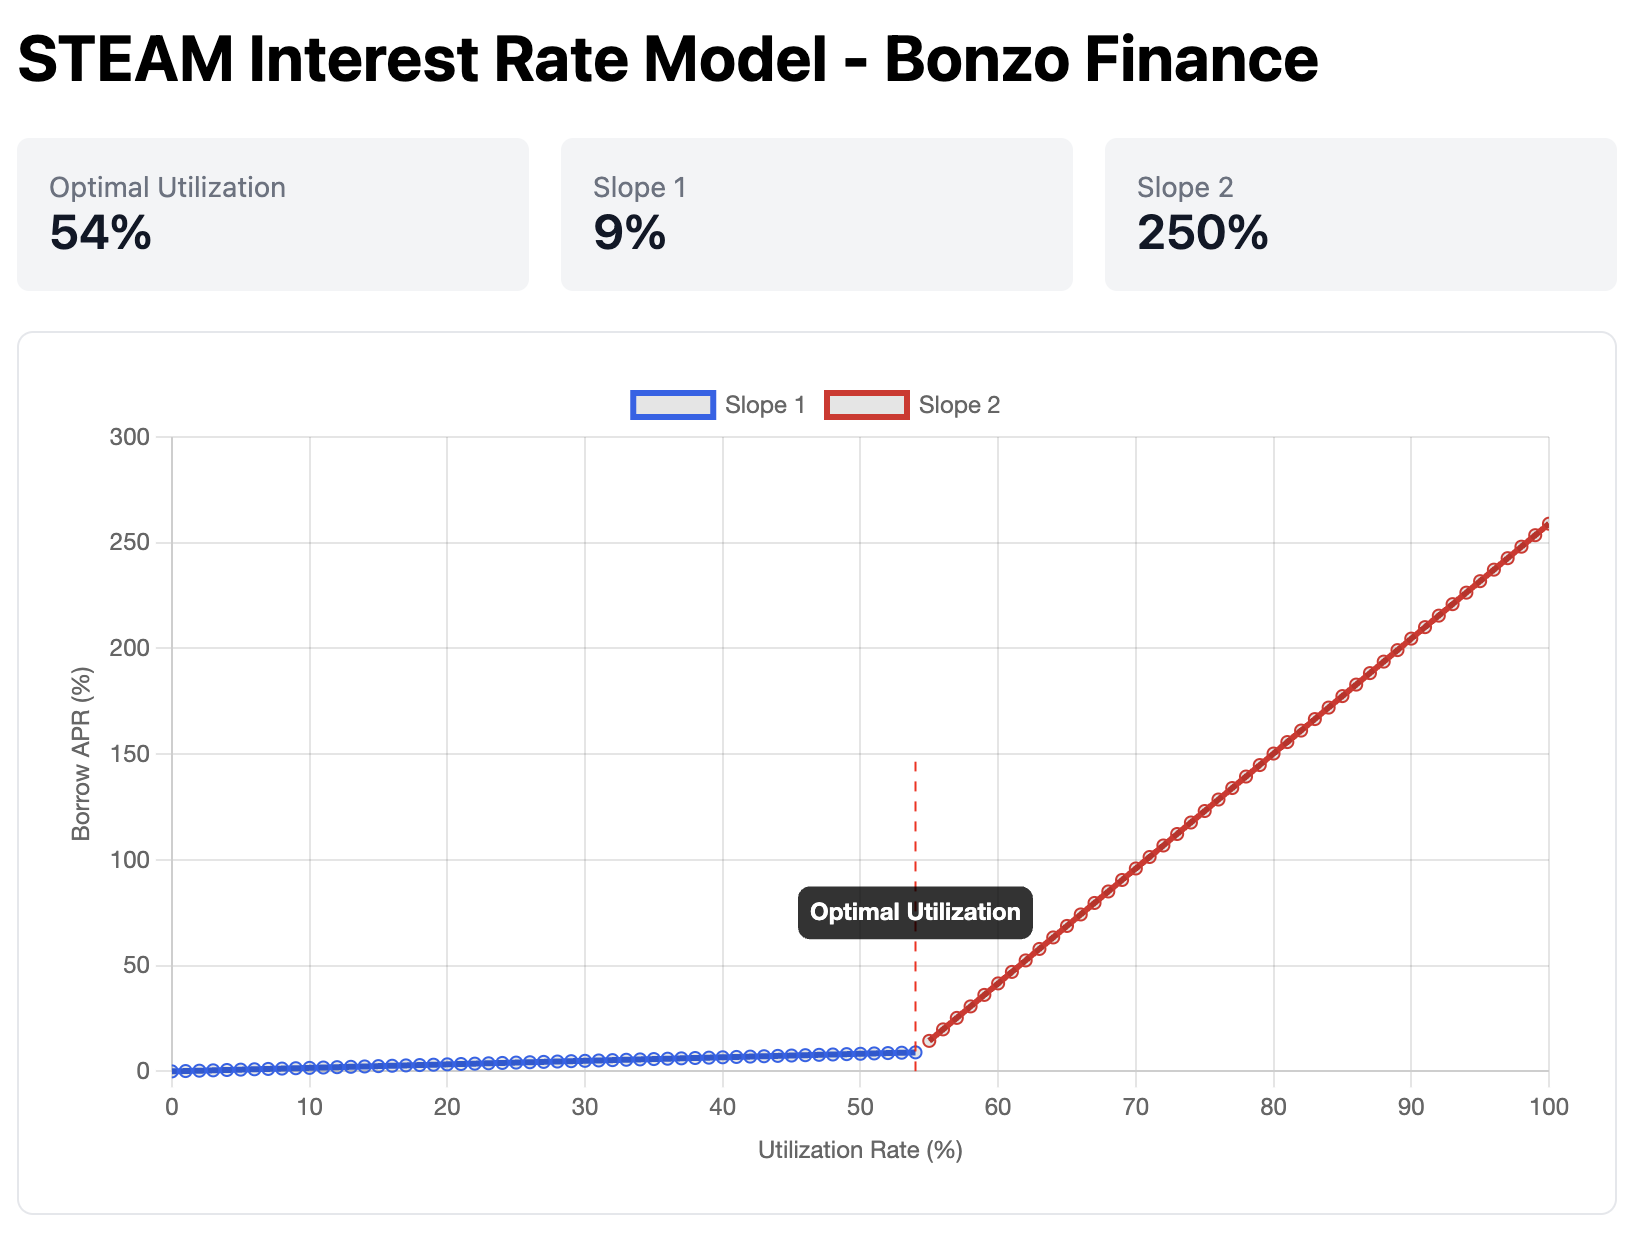 STEAM Interest Rate Model - Bonzo Finance
Optimal Utilization
54%
Slope 1
9%
Slope 2
250%
Slope 1
Slope 2
300
250
200
150
100
50
0
Borrow APR (%)
Optimal Utilization
0 10 20 30 40 50 60 70 80 90 100
Utilization Rate (%)